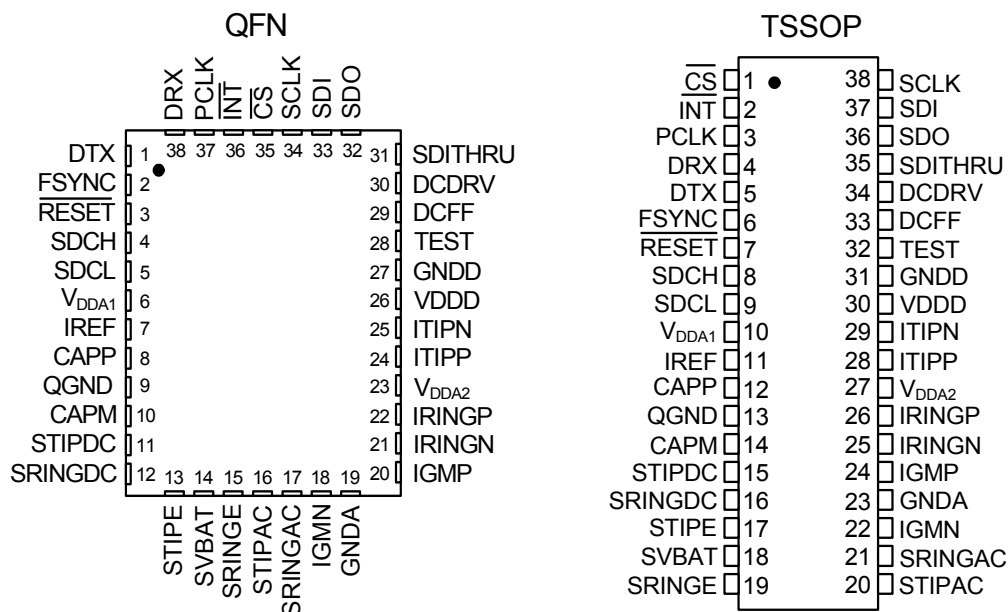 QFN
DRX
PCLK
INT
CS
SCLK
SDI
SDO
38 37 36 35 34 33 32
DTX 1
FSYNC 2
RESET 3
SDCH 4
SDCL 5
VDDA1 6
IREF 7
CAPP 8
QGND 9
CAPM 10
STIPDC 11
SRINGDC 12
31 SDITHRU
30 DCDRV
29 DCFF
28 TEST
27 GNDD
26 VDDD
25 ITIPN
24 ITIPP
23 VDDA2
22 IRINGP
21 IRINGN
20 IGMP
13 14 15 16 17 18 19
STIPE
SVBAT
SRINGE
STIPAC
SRINGAC
IGMN
GNDA
TSSOP
CS 1
INT 2
PCLK 3
DRX 4
DTX 5
FSYNC 6
RESET 7
SDCH 8
SDCL 9
VDDA1 10
IREF 11
CAPP 12
QGND 13
CAPM 14
STIPDC 15
SRINGDC 16
STIPE 17
SVBAT 18
SRINGE 19
38 SCLK
37 SDI
36 SDO
35 SDITHRU
34 DCDRV
33 DCFF
32 TEST
31 GNDD
30 VDDD
29 ITIPN
28 ITIPP
27 VDDA2
26 IRINGP
25 IRINGN
24 IGMP
23 GNDA
22 IGMN
21 SRINGAC
20 STIPAC